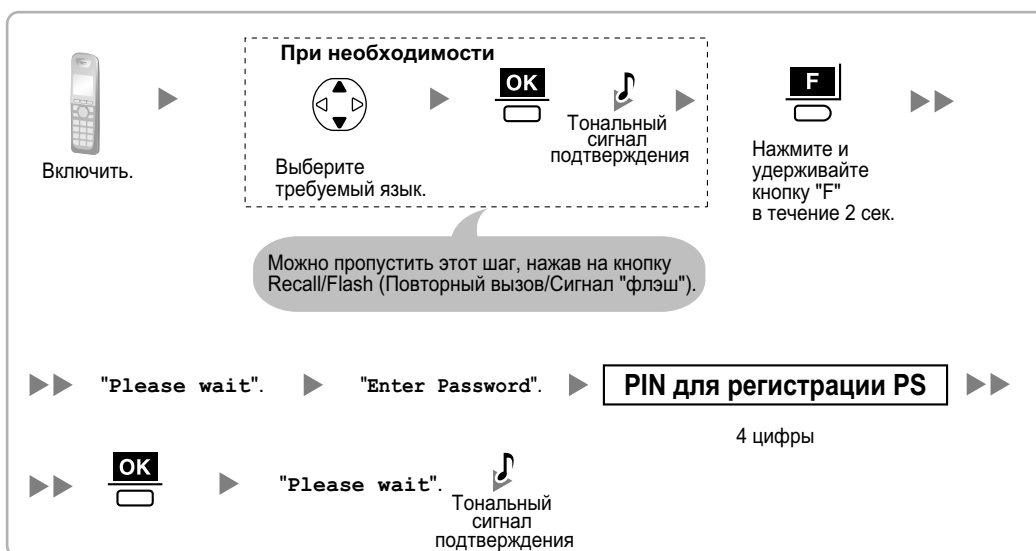 При необходимости
OK
F
Включить.
Выберите
требуемый язык.
Тональный
сигнал
подтверждения
Нажмите и
удерживайте
кнопку "F"
в течение 2 сек.
Можно пропустить этот шаг, нажав на кнопку
Recall/Flash (Повторный вызов/Сигнал "флэш").
"Please wait".
"Enter Password".
PIN для регистрации PS
4 цифры
OK
"Please wait".
Тональный
сигнал
подтверждения